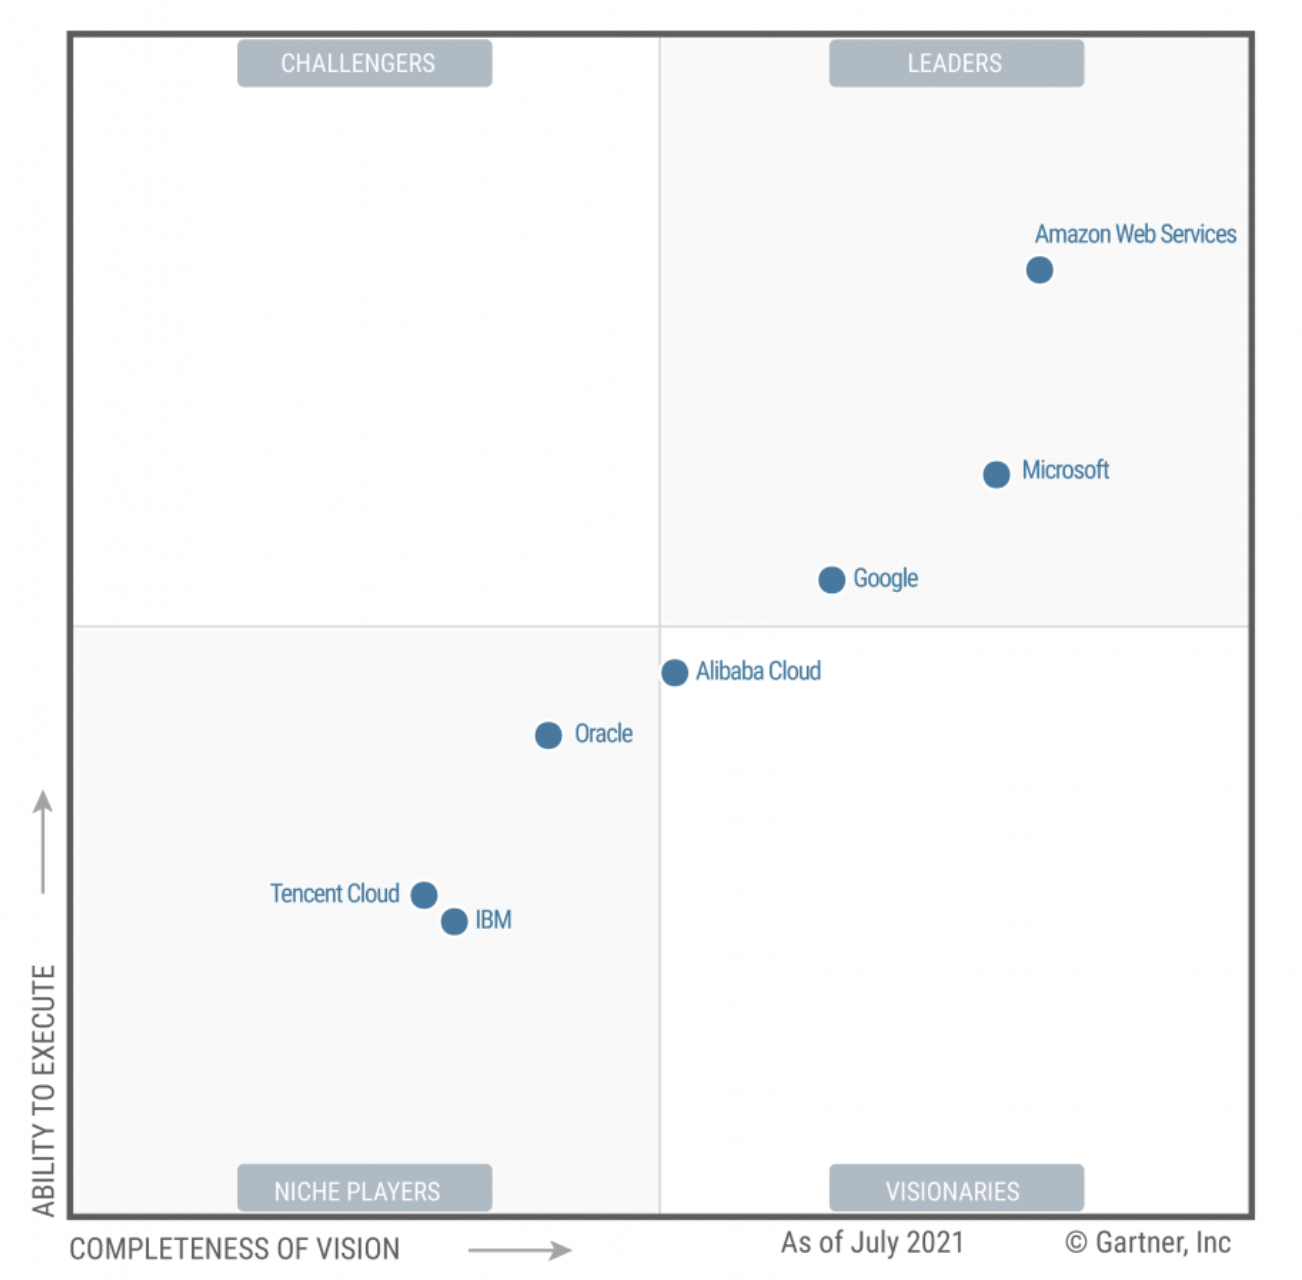 CHALLENGERS
LEADERS
Amazon Web Services
Microsoft
Google
Alibaba Cloud
Oracle
Tencent Cloud
IBM
ABILITY TO EXECUTE
NICHE PLAYERS
VISIONARIES
COMPLETENESS OF VISION
As of July 2021
© Gartner, Inc